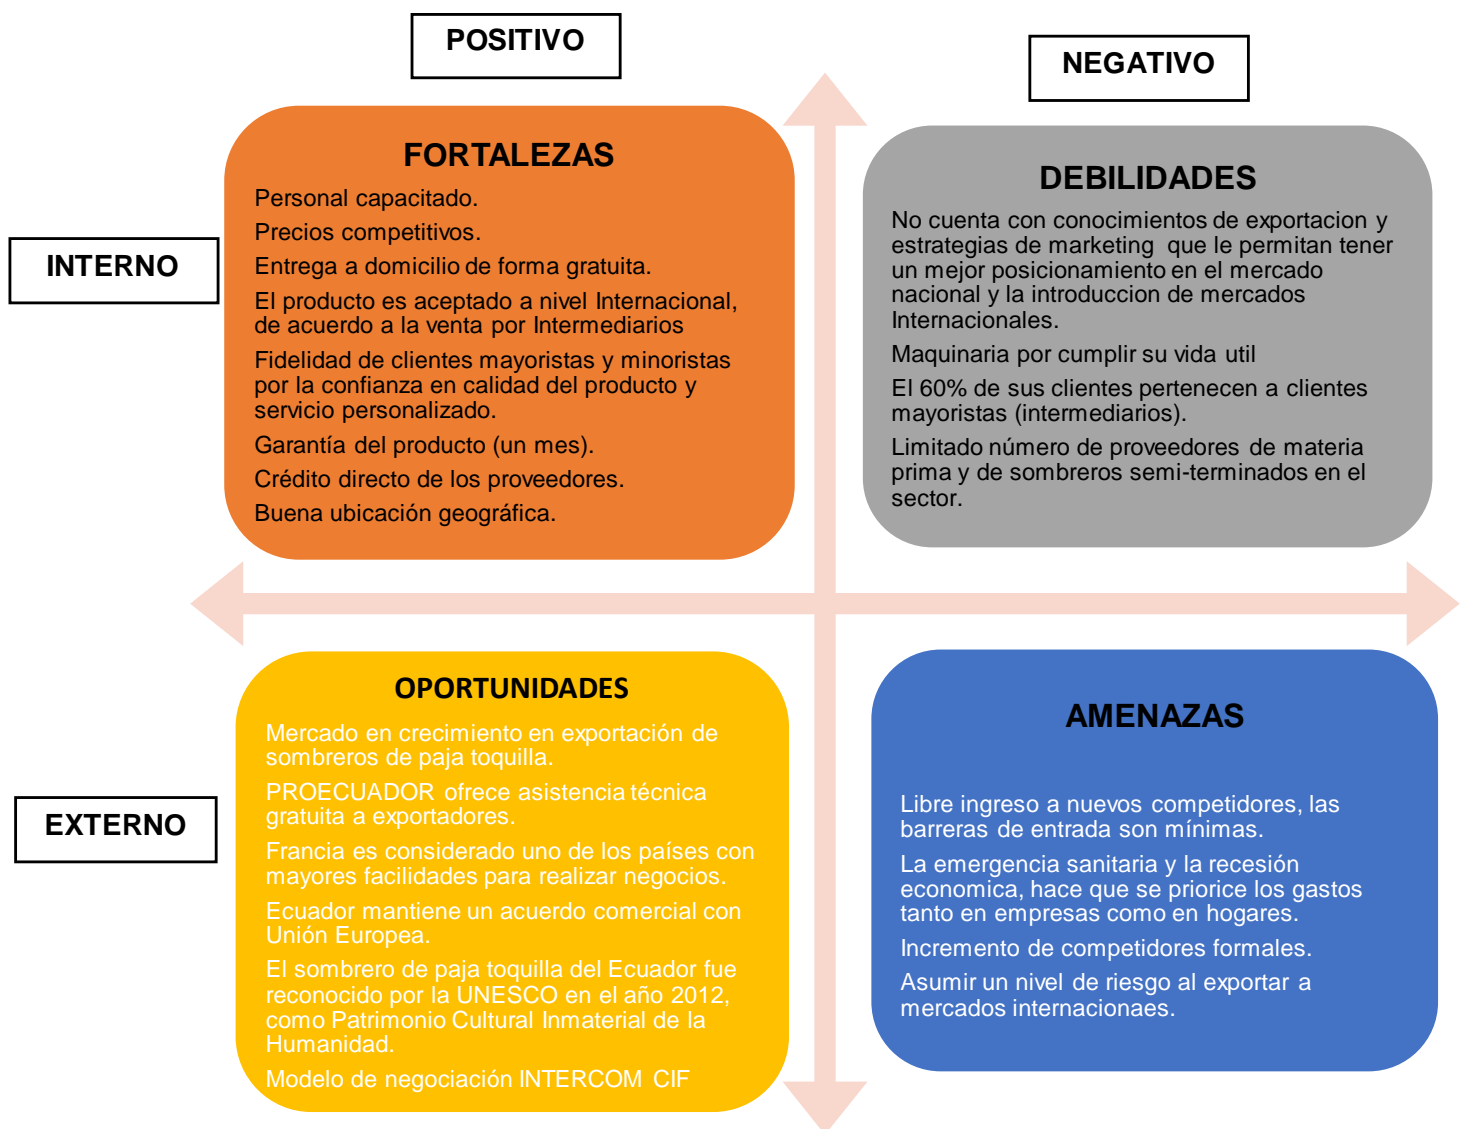 POSITIVO
NEGATIVO
INTERNO
FORTALEZAS
Personal capacitado.
Precios competitivos.
Entrega a domicilio de forma gratuita.
El producto es aceptado a nivel Internacional,
de acuerdo a la venta por Intermediarios
Fidelidad de clientes mayoristas y minoristas
por la confianza en calidad del producto y
servicio personalizado.
Garantía del producto (un mes).
Crédito directo de los proveedores.
Buena ubicación geográfica.
DEBILIDADES
No cuenta con conocimientos de exportacion y
estrategias de marketing que le permitan tener
un mejor posicionamiento en el mercado
nacional y la introduccion de mercados
Internacionales.
Maquinaria por cumplir su vida util
El 60% de sus clientes pertenecen a clientes
mayoristas (intermediarios).
Limitado número de proveedores de materia
prima y de sombreros semi-terminados en el
sector.
EXTERNO
OPORTUNIDADES
Mercado en crecimiento en exportación de
sombreros de paja toquilla.
PROECUADOR ofrece asistencia técnica
gratuita a exportadores.
Francia es considerado uno de los países con
mayores facilidades para realizar negocios.
Ecuador mantiene un acuerdo comercial con
Unión Europea.
El sombrero de paja toquilla del Ecuador fue
reconocido por la UNESCO en el año 2012,
como Patrimonio Cultural Inmaterial de la
Humanidad.
Modelo de negociación INTERCOM CIF
AMENAZAS
Libre ingreso a nuevos competidores, las
barreras de entrada son mínimas.
La emergencia sanitaria y la recesión
economica, hace que se priorice los gastos
tanto en empresas como en hogares.
Incremento de competidores formales.
Asumir un nivel de riesgo al exportar a
mercados internacionaes.